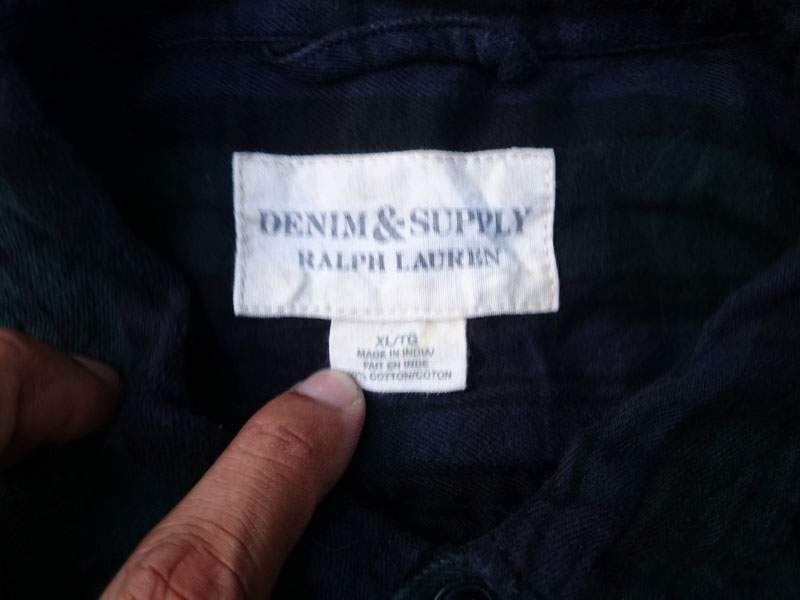 DENIM & SUPPLY
RALPH LAUREN
XL/TG
MADE IN INDIA/
FAIT EN INDE
COTTON/COTON